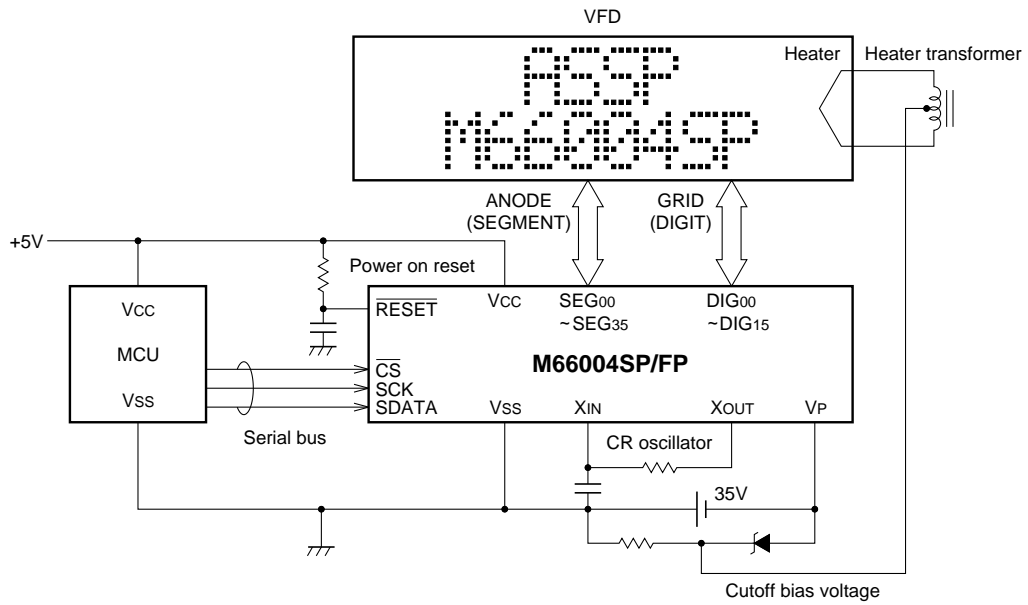 VFD
ASSP
M66004SP
Heater
Heater transformer
ANODE
(SEGMENT)
GRID
(DIGIT)
+5V
Power on reset
VCC
MCU
VSS
RESET
VCC
SEG00
~SEG35
DIG00
~DIG15
M66004SP/FP
CS
SCK
SDATA
VSS
XIN
XOUT
VP
Serial bus
CR oscillator
35V
Cutoff bias voltage